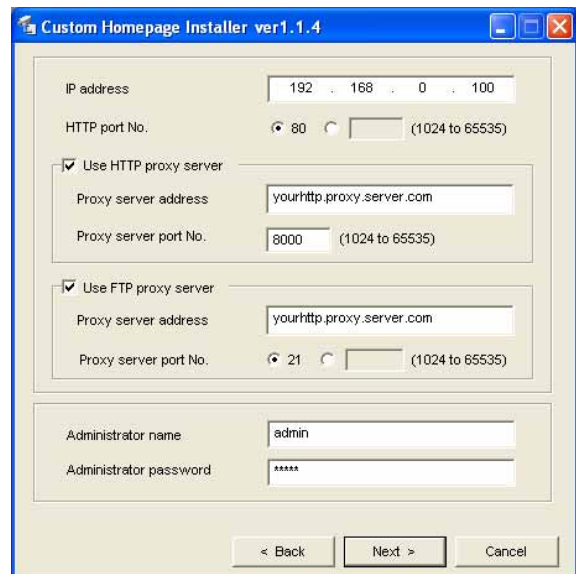 Custom Homepage Installer ver1.1.4
IP address 192 . 168 . 0 . 100
HTTP port No. 80 (1024 to 65535)
Use HTTP proxy server
Proxy server address yourhttp.proxy.server.com
Proxy server port No. 8000 (1024 to 65535)
Use FTP proxy server
Proxy server address yourhttp.proxy.server.com
Proxy server port No. 21 (1024 to 65535)
Administrator name admin
Administrator password *****
< Back Next > Cancel